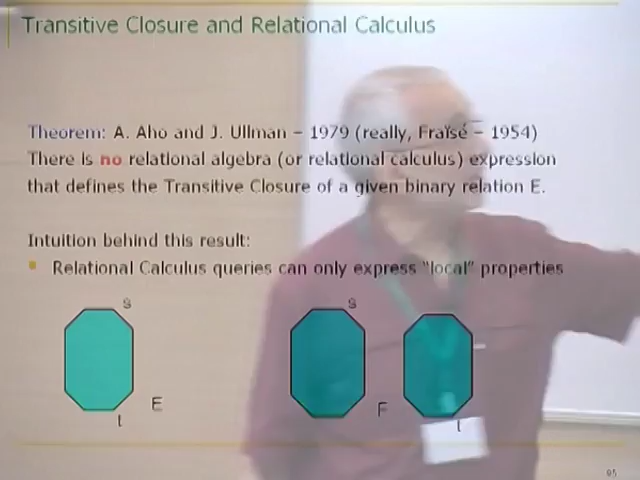 Transitive Closure and Relational Calculus
Theorem: A. Aho and J. Ullman – 1979 (really, Fraïsé – 1954)
There is no relational algebra (or relational calculus) expression
that defines the Transitive Closure of a given binary relation E.
Intuition behind this result:
Relational Calculus queries can only express "local" properties
s
s
E
F
t
t
95